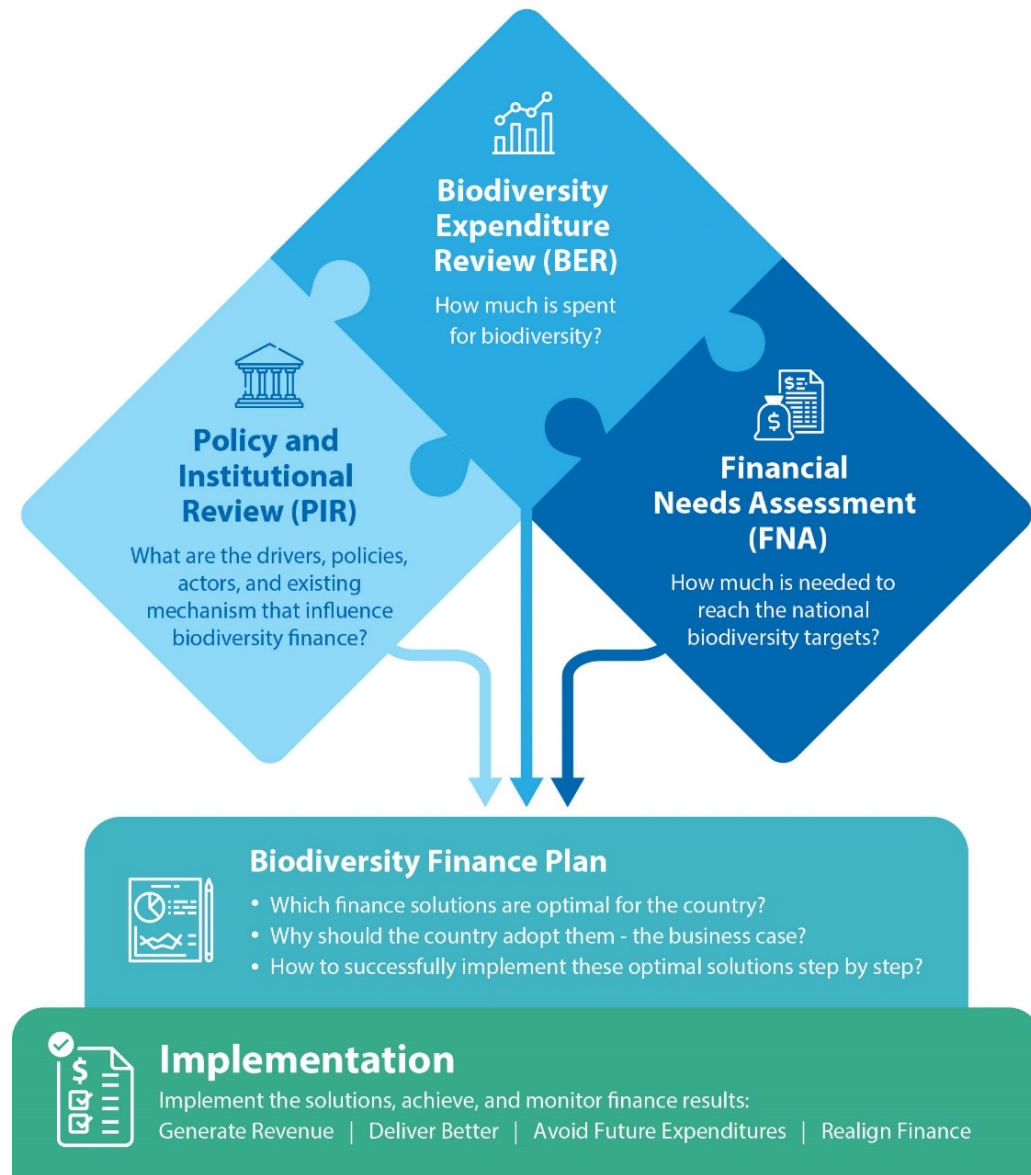 Biodiversity
Expenditure
Review (BER)
How much is spent
for biodiversity?
Policy and
Institutional
Review (PIR)
What are the drivers, policies,
actors, and existing
mechanism that influence
biodiversity finance?
$≡
$
Financial
Needs Assessment
(FNA)
How much is needed to
reach the national
biodiversity targets?
Biodiversity Finance Plan
• Which finance solutions are optimal for the country?
• Why should the country adopt them - the business case?
• How to successfully implement these optimal solutions step by step?
$
Implementation
Implement the solutions, achieve, and monitor finance results:
Generate Revenue | Deliver Better | Avoid Future Expenditures | Realign Finance